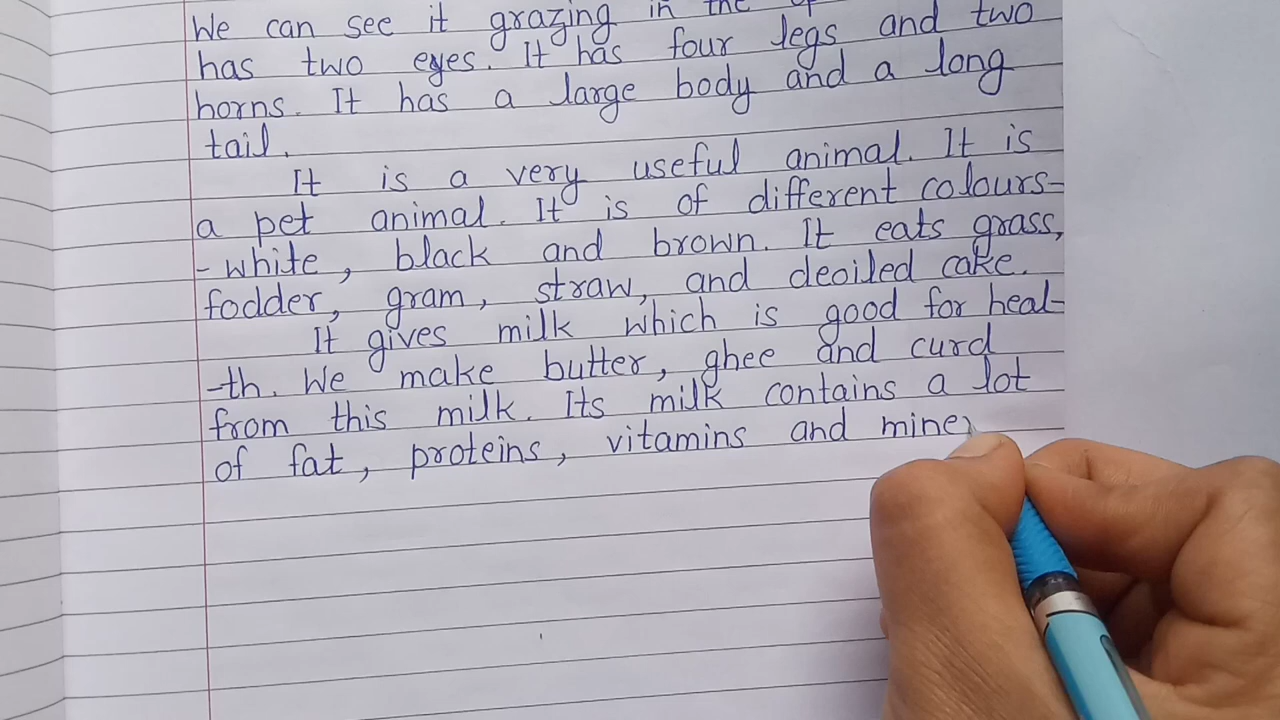 We can see it grazing in the
has two eyes. It has four legs and two
horns. It has a large body and a long
tail.
It is a very useful animal. It is
a pet animal. It is of different colours-
-white, black and brown. It eats grass,
fodder, gram, straw, and deoiled cake.
It gives milk which is good for heal-
-th. We make butter, ghee and curd
from this milk. Its milk contains a lot
of fat, proteins, vitamins and miner